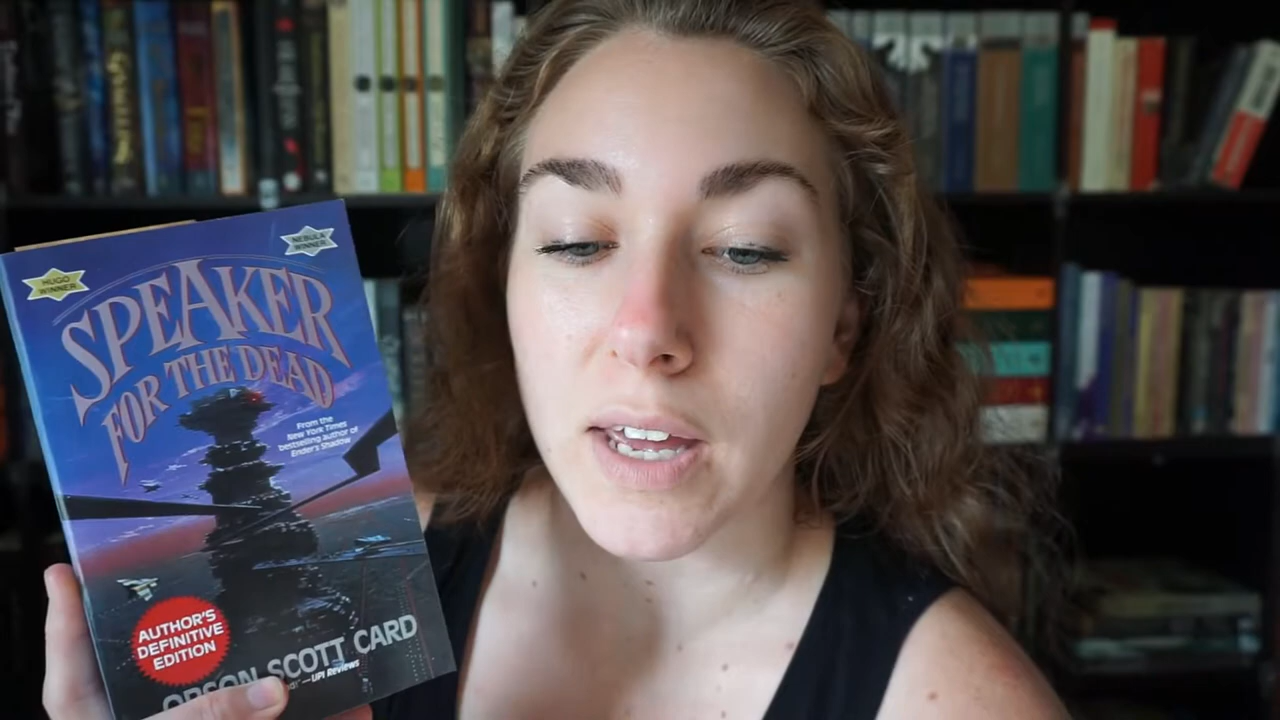 HUGO
WINNER
NEBULA
WINNER
SPEAKER
FOR THE DEAD
From the
New York Times
bestselling author of
Ender's Shadow
AUTHOR'S
DEFINITIVE
EDITION
ORSON SCOTT CARD
—UPI Reviews